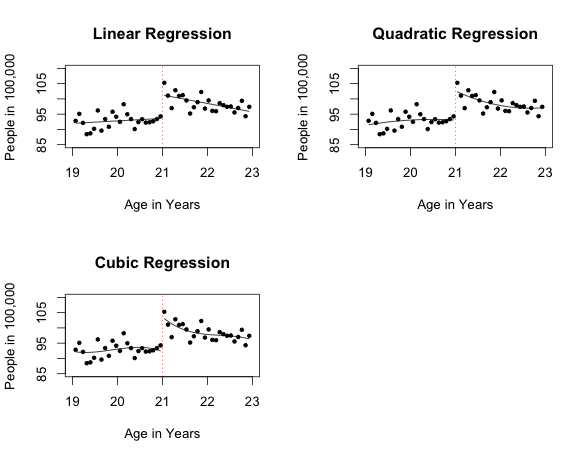 Linear Regression
People in 100,000
105
95
85
19 20 21 22 23
Age in Years
Quadratic Regression
People in 100,000
105
95
85
19 20 21 22 23
Age in Years
Cubic Regression
People in 100,000
105
95
85
19 20 21 22 23
Age in Years